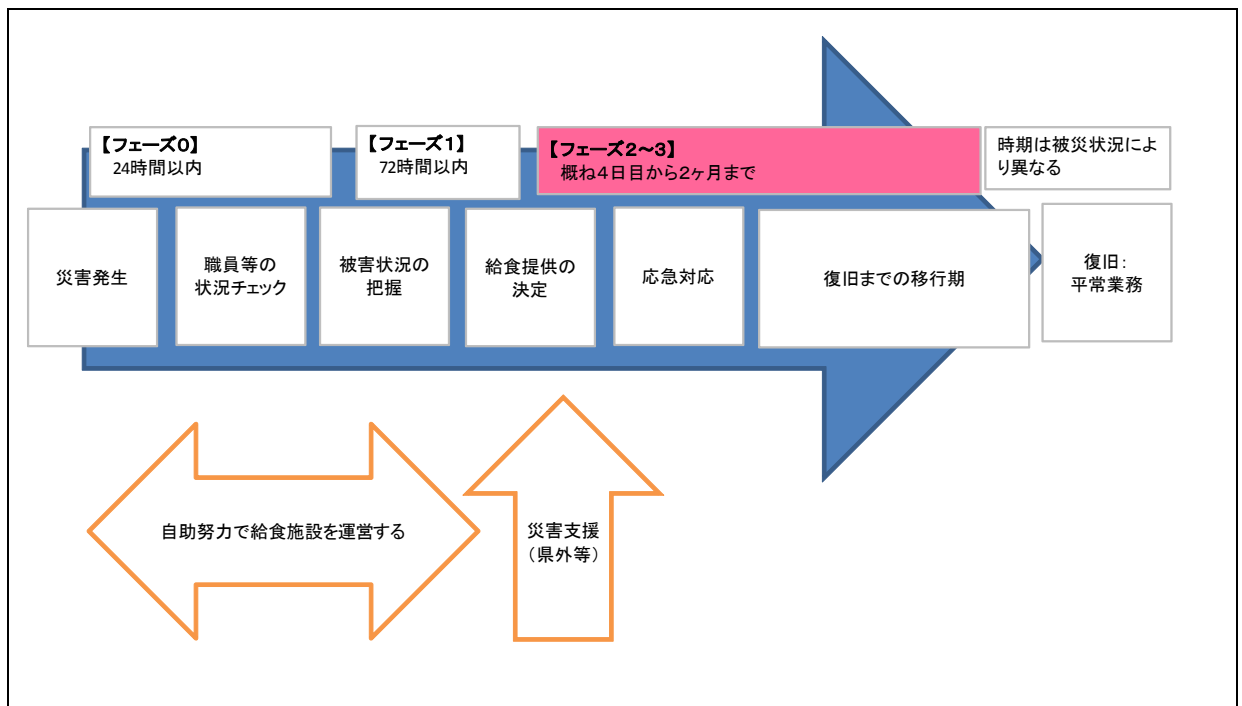 【フェーズ０】
24時間以内
【フェーズ１】
72時間以内
【フェーズ２～３】
概ね４日目から２ヶ月まで
時期は被災状況によ
り異なる
災害発生
職員等の
状況チェック
被害状況の
把握
給食提供の
決定
応急対応
復旧までの移行期
復旧：
平常業務
自助努力で給食施設を運営する
災害支援
（県外等）